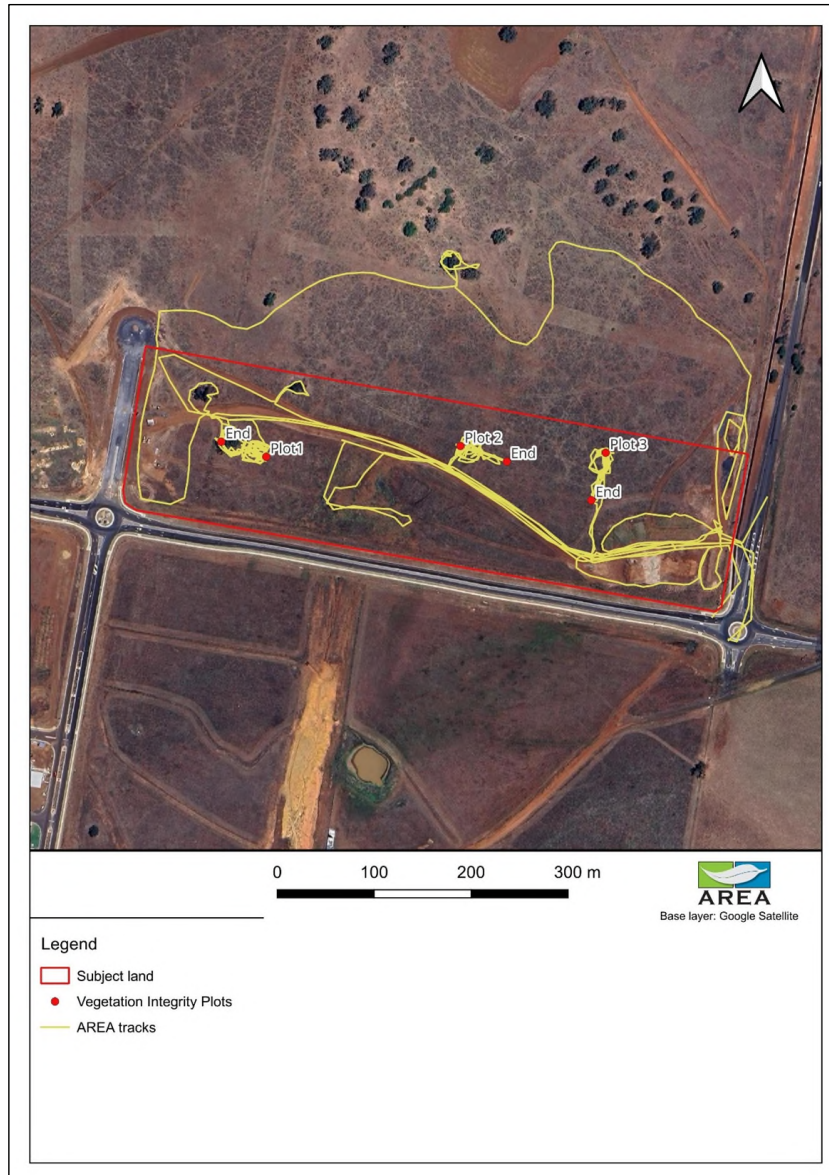 End
Plot1
Plot 2
End
Plot 3
End
0 100 200 300 m
AREA
Base layer: Google Satellite
Legend
Subject land
Vegetation Integrity Plots
AREA tracks